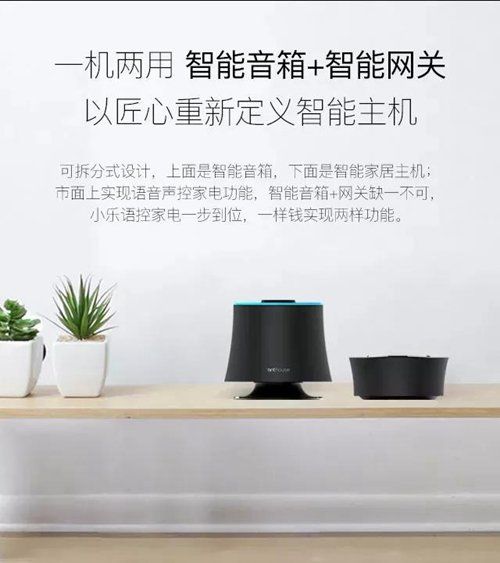 一机两用 智能音箱+智能网关
以匠心重新定义智能主机
可拆分式设计，上面是智能音箱，下面是智能家居主机；
市面上实现语音声控家电功能，智能音箱+网关缺一不可，
小乐语控家电一步到位，一样钱实现两样功能。
anthouse